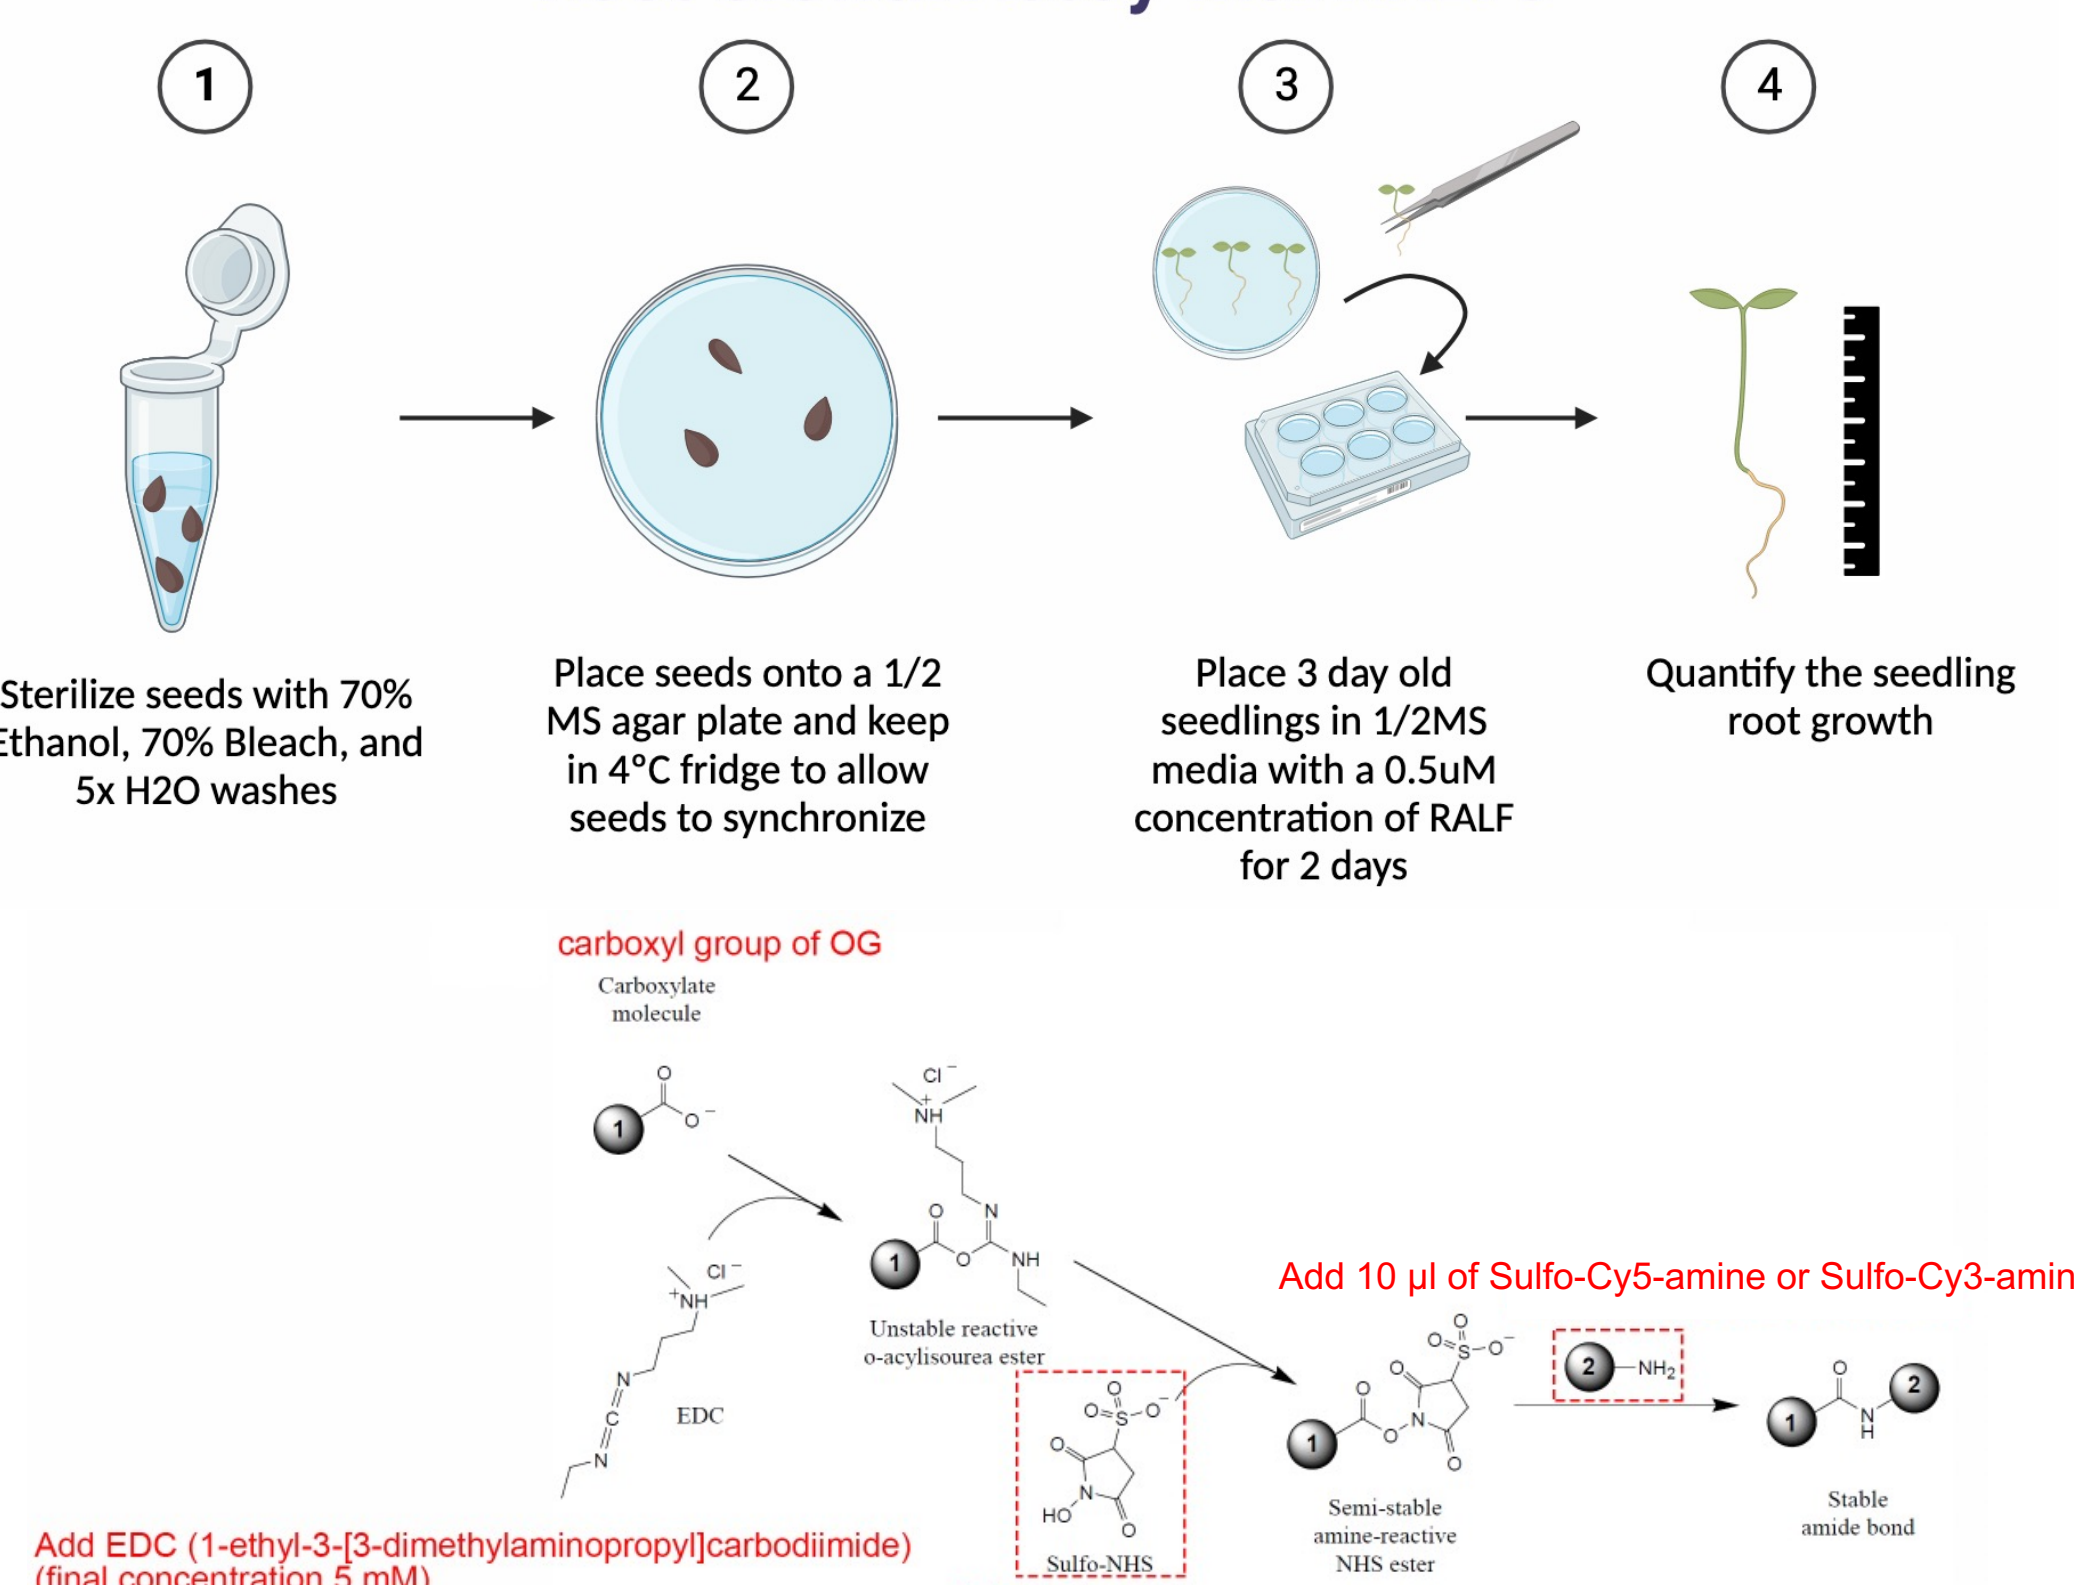 1
2
3
4
Sterilize seeds with 70%
Ethanol, 70% Bleach, and
5x H2O washes
Place seeds onto a 1/2
MS agar plate and keep
in 4°C fridge to allow
seeds to synchronize
Place 3 day old
seedlings in 1/2MS
media with a 0.5uM
concentration of RALF
for 2 days
Quantify the seedling
root growth
carboxyl group of OG
Carboxylate
molecule
O
O⁻
1
Cl⁻
+
NH
N
O
O
NH
1
Unstable reactive
o-acylisourea ester
Cl⁻
⁺NH
N
C
N
EDC
Add EDC (1-ethyl-3-[3-dimethylaminopropyl]carbodiimide)
(final concentration 5 mM)
O
O=S-O⁻
O
N
HO
O
Sulfo-NHS
Add 10 µl of Sulfo-Cy5-amine or Sulfo-Cy3-amin
O
O=S-O⁻
O
O
N
O
O
1
Semi-stable
amine-reactive
NHS ester
2 NH₂
O
2
1
N
H
Stable
amide bond